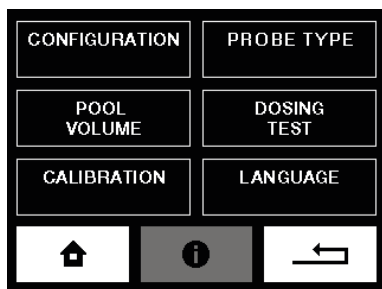 CONFIGURATION
PROBE TYPE
POOL
VOLUME
DOSING
TEST
CALIBRATION
LANGUAGE